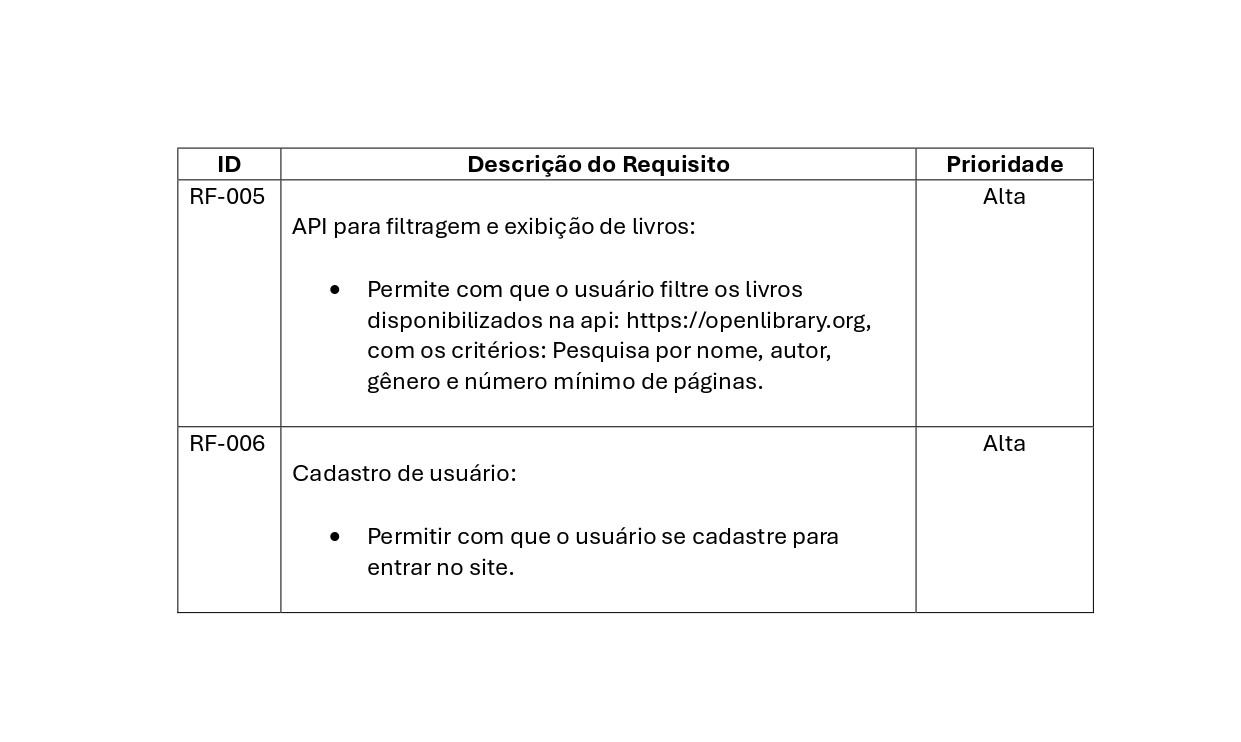 ID Descrição do Requisito Prioridade
RF-005 Alta
API para filtragem e exibição de livros:
• Permite com que o usuário filtre os livros
disponibilizados na api: https://openlibrary.org,
com os critérios: Pesquisa por nome, autor,
gênero e número mínimo de páginas.
RF-006 Alta
Cadastro de usuário:
• Permitir com que o usuário se cadastre para
entrar no site.